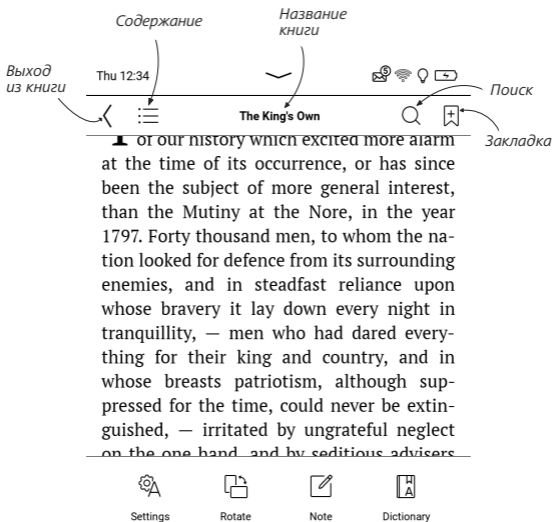 Название
книги
Содержание
Выход
из книги
Thu 12:34
5
Поиск
The King's Own
Закладка
of our history which excited more alarm
at the time of its occurrence, or has since
been the subject of more general interest,
than the Mutiny at the Nore, in the year
1797. Forty thousand men, to whom the na-
tion looked for defence from its surrounding
enemies, and in steadfast reliance upon
whose bravery it lay down every night in
tranquillity, — men who had dared every-
thing for their king and country, and in
whose breasts patriotism, although sup-
pressed for the time, could never be extin-
guished, — irritated by ungrateful neglect
on the one hand, and by seditious advisers
Settings
Rotate
Note
Dictionary